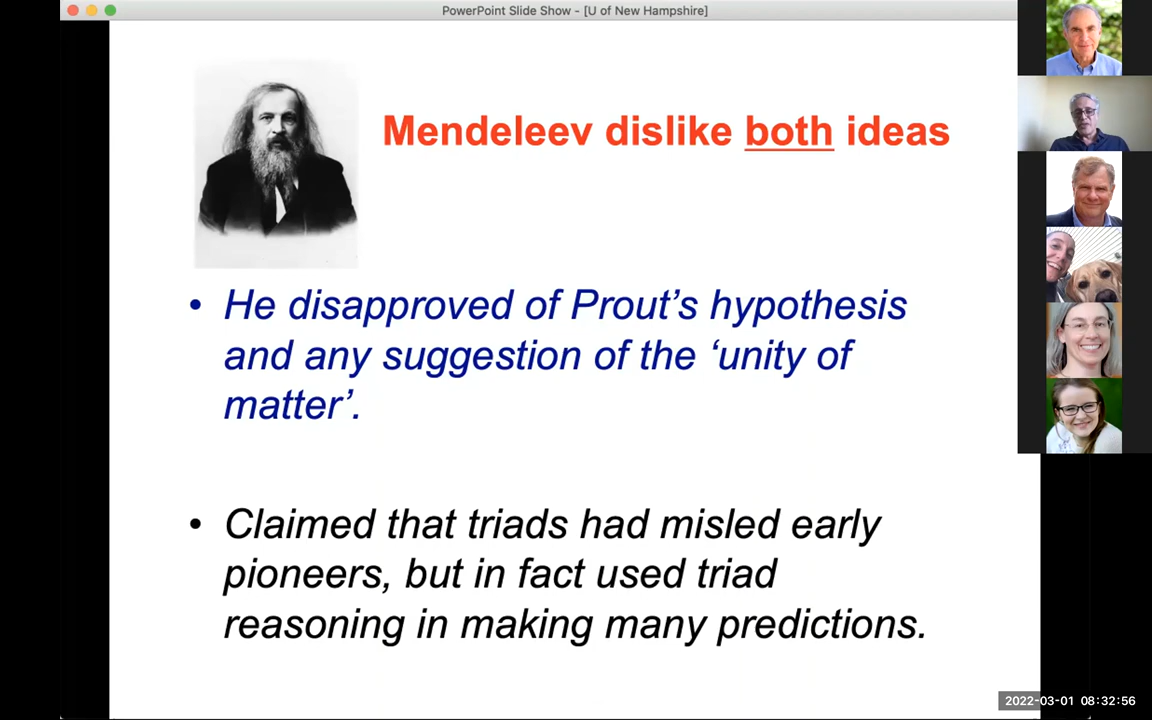 PowerPoint Slide Show - [U of New Hampshire]
Mendeleev dislike both ideas
• He disapproved of Prout’s hypothesis
and any suggestion of the ‘unity of
matter’.
• Claimed that triads had misled early
pioneers, but in fact used triad
reasoning in making many predictions.
2022-03-01 08:32:56